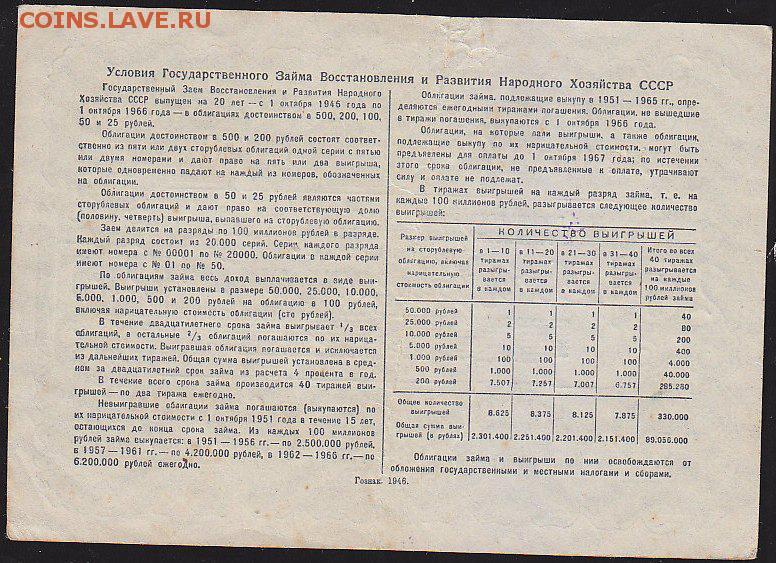 COINS.LAVE.RU
Условия Государственного Займа Восстановления и Развития Народного Хозяйства СССР
Государственный Заем Восстановления и Развития Народного
Хозяйства СССР выпущен на 20 лет — с 1 октября 1946 года по
1 октября 1966 года — в облигациях достоинством в 500, 200, 100,
50 и 25 рублей.
Облигации достоинством в 500 и 200 рублей состоят соответ-
ственно из пяти или двух сторублевых облигаций одной серии с пятью
или двумя номерами и дают право на пять или два выигрыша,
которые одновременно падают на каждый из номеров, обозначенных
на облигации.
Облигации достоинством в 50 и 25 рублей являются частями
сторублевых облигаций и дают право на соответствующую долю
(половину, четверть) выигрыша, выпавшего на сторублевую облигацию.
Заем делится на разряды по 100 миллионов рублей в разряде.
Каждый разряд состоит из 20.000 серий. Серии каждого разряда
имеют номера с № 00001 по № 20000. Облигации в каждой серии
имеют номера с № 01 по № 50.
По облигациям займа весь доход выплачивается в виде выи-
грышей. Выигрыши установлены в размере 50.000, 25.000, 10.000,
5.000, 1.000, 500 и 200 рублей на облигацию в 100 рублей,
включая нарицательную стоимость облигации (сто рублей).
В течение двадцатилетнего срока займа выигрывает 1/3 всех
облигаций, а остальные 2/3 облигаций погашаются по их нарица-
тельной стоимости. Выигравшая облигация погашается и исключается
из дальнейших тиражей. Общая сумма выигрышей установлена в сред-
нем за двадцатилетний срок займа из расчета 4 процента в год.
В течение всего срока займа производится 40 тиражей выи-
грышей — по два тиража ежегодно.
Невыигравшие облигации займа погашаются (выкупаются) по
их нарицательной стоимости с 1 октября 1951 года в течение 15 лет,
остающихся до конца срока займа. Из каждых 100 миллионов
рублей займа выкупается: в 1951 — 1956 гг. — по 2.500.000 рублей,
в 1957 — 1961 гг. — по 4.200.000 рублей, в 1962 — 1966 гг. — по
6.200.000 рублей ежегодно.
Облигации займа, подлежащие выкупу в 1951 — 1965 гг., опре-
деляются ежегодными тиражами погашения. Облигации, не вышедшие
в тиражи погашения, выкупаются с 1 октября 1966 года.
Облигации, на которые пали выигрыши, а также облигации,
подлежащие выкупу по их нарицательной стоимости, могут быть
предъявлены для оплаты до 1 октября 1967 года; по истечении
этого срока облигации, не предъявленные к оплате, утрачивают
силу и оплате не подлежат.
В тиражах выигрышей на каждый разряд займа, т. е. на
каждые 100 миллионов рублей, разыгрывается следующее количество
выигрышей:
Размер выигрышей на сторублевую облигацию, включая нарицательную стоимость облигации
КОЛИЧЕСТВО ВЫИГРЫШЕЙ
в 1—10 тиражах разыгры-вается в каждом
в 11—20 тиражах разыгры-вается в каждом
в 21—30 тиражах разыгры-вается в каждом
в 31—40 тиражах разыгры-вается в каждом
Итого во всех 40 тиражах разыгрывается на каждые 100 миллионов рублей займа
50.000 рублей 1 1 1 1 40
25.000 рублей 2 2 2 2 80
10.000 рублей 5 5 5 5 200
5.000 рублей 10 10 10 10 400
1.000 рублей 100 100 100 100 4.000
500 рублей 1.000 1.000 1.000 1.000 40.000
200 рублей 7.507 7.257 7.007 6.757 285.280
Общее количество выигрышей 8.625 8.375 8.125 7.875 330.000
Общая сумма выи-грышей (в рублях) 2.301.400 2.251.400 2.201.400 2.151.400 89.056.000
Облигации займа и выигрыши по ним освобождаются от
обложения государственными и местными налогами и сборами.
Гознак. 1946.